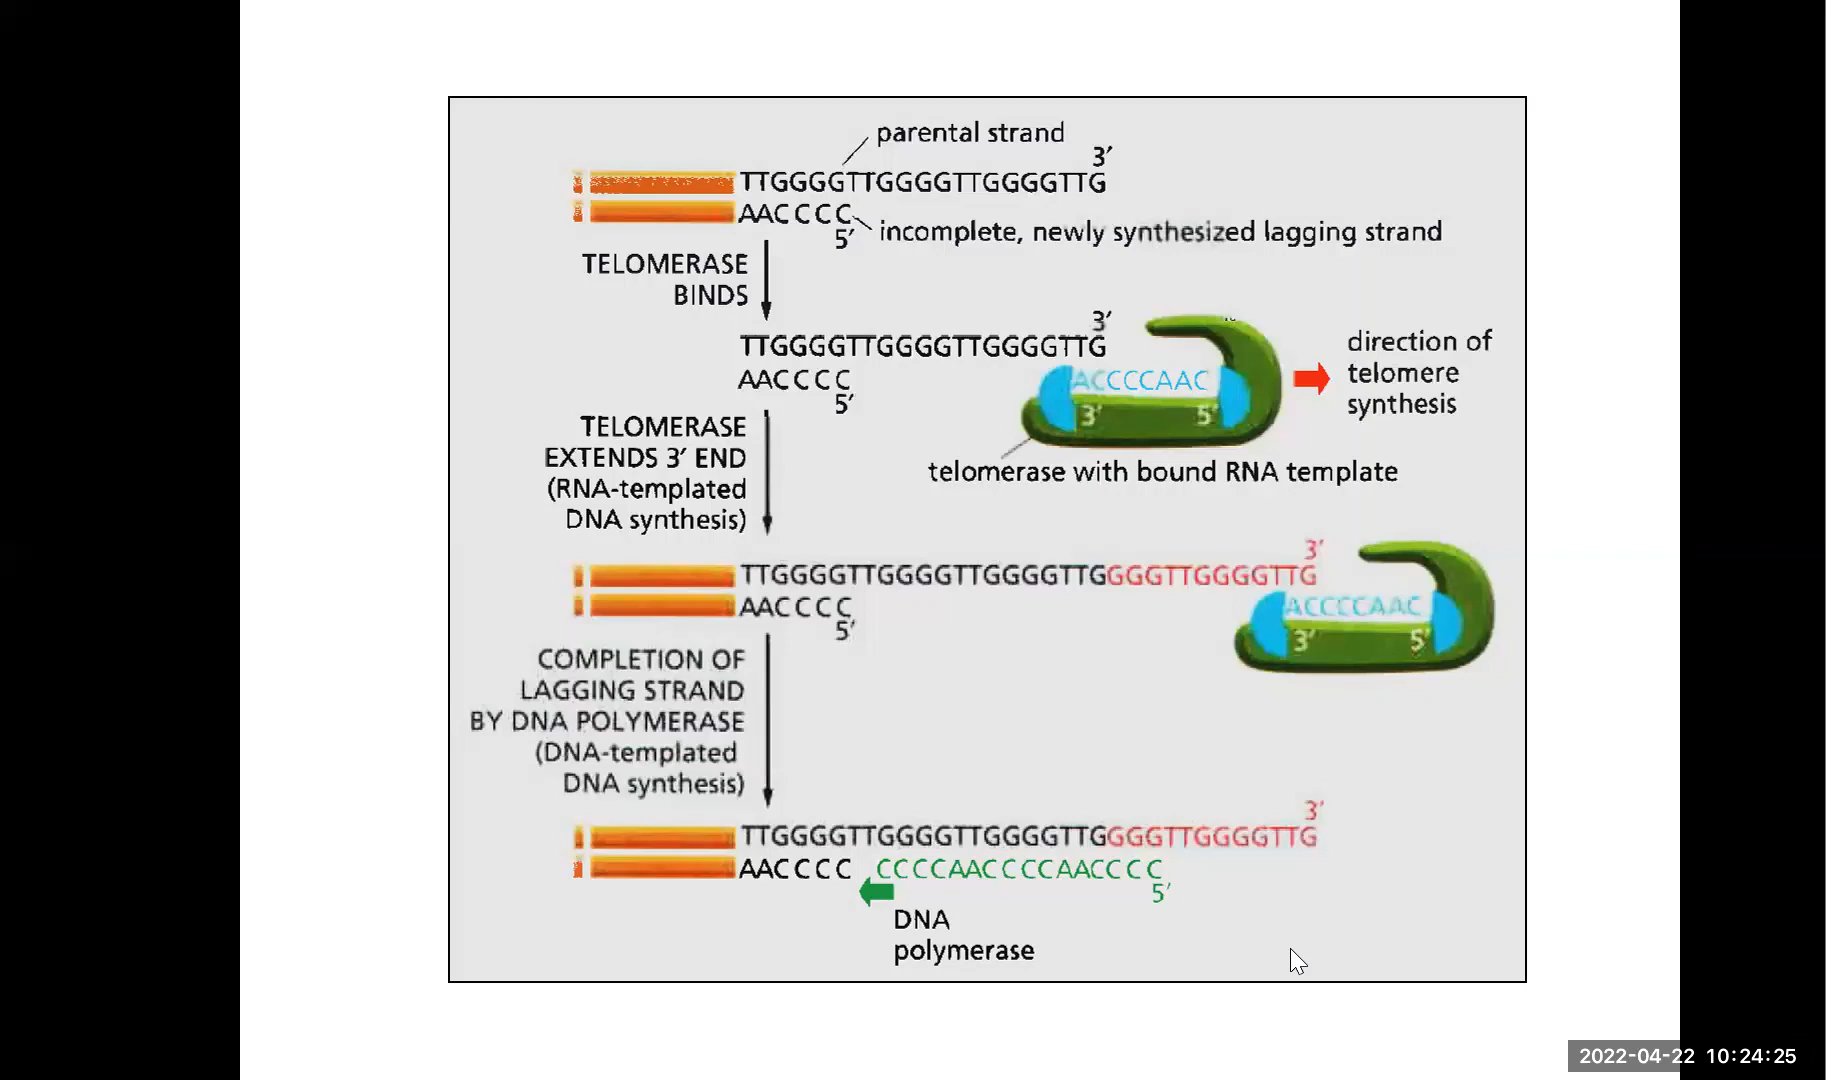 parental strand
3′
TTGGGGTTGGGGTTGGGGTTG
AACCCC
5′
incomplete, newly synthesized lagging strand
TELOMERASE
BINDS
3′
TTGGGGTTGGGGTTGGGGTTG
AACCCC
5′
ACCCCAAC
3′ 5′
direction of
telomere
synthesis
telomerase with bound RNA template
TELOMERASE
EXTENDS 3′ END
(RNA-templated
DNA synthesis)
3′
TTGGGGTTGGGGTTGGGGTTGGGGTTGGGGTTG
AACCCC
5′
ACCCCAAC
3′ 5′
COMPLETION OF
LAGGING STRAND
BY DNA POLYMERASE
(DNA-templated
DNA synthesis)
3′
TTGGGGTTGGGGTTGGGGTTGGGGTTGGGGTTG
AACCCC CCCCAACCCCAACCCC
5′
DNA
polymerase
2022-04-22 10:24:25